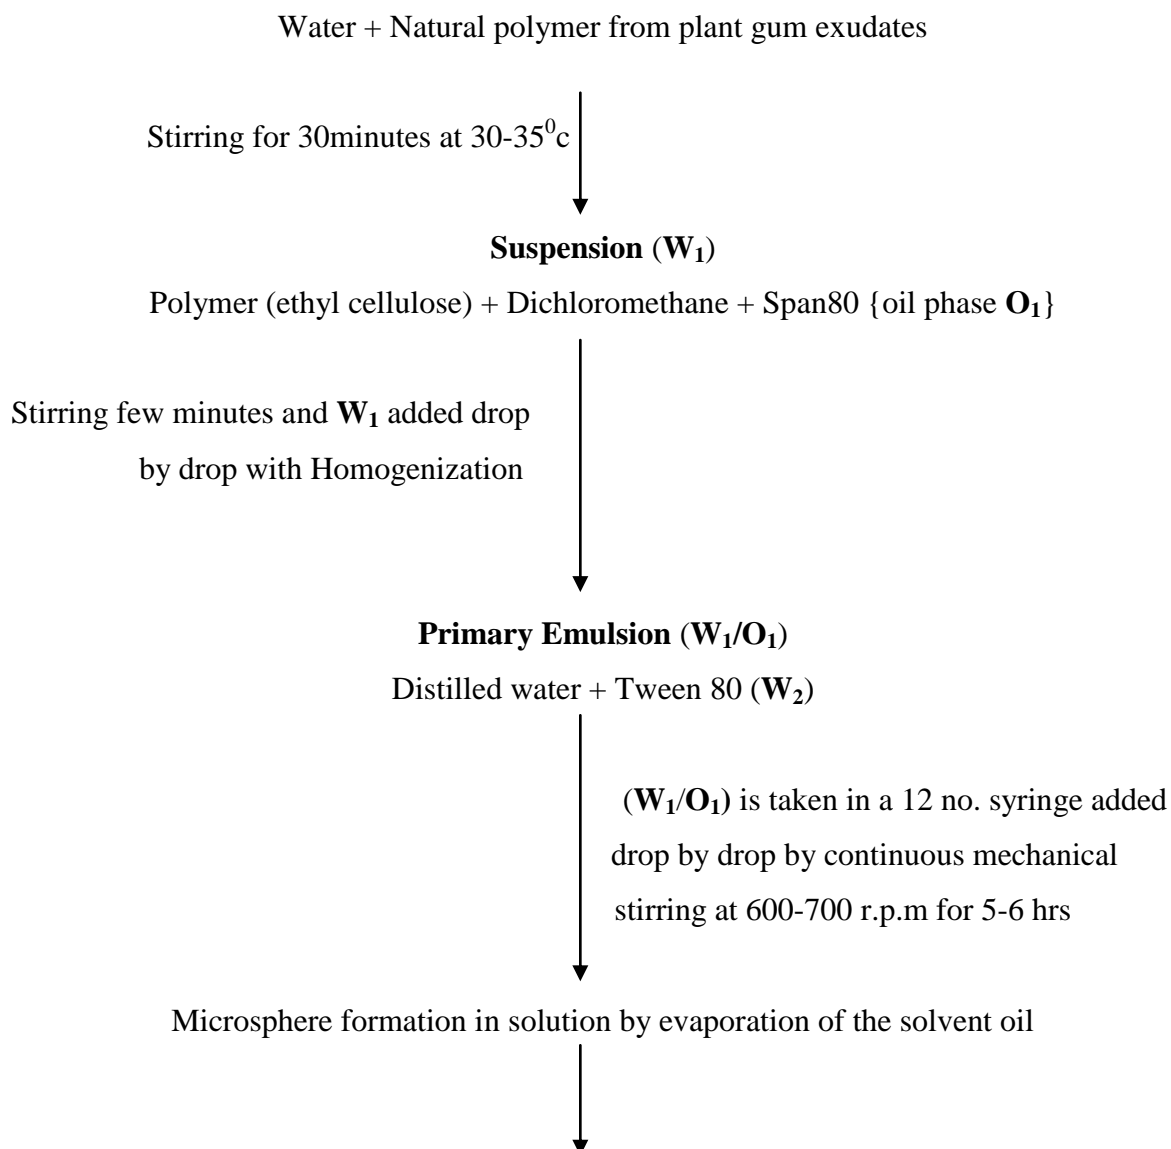 Water + Natural polymer from plant gum exudates
Stirring for 30minutes at 30-35⁰c
Suspension (W₁)
Polymer (ethyl cellulose) + Dichloromethane + Span80 {oil phase O₁}
Stirring few minutes and W₁ added drop
by drop with Homogenization
Primary Emulsion (W₁/O₁)
Distilled water + Tween 80 (W₂)
(W₁/O₁) is taken in a 12 no. syringe added
drop by drop by continuous mechanical
stirring at 600-700 r.p.m for 5-6 hrs
Microsphere formation in solution by evaporation of the solvent oil